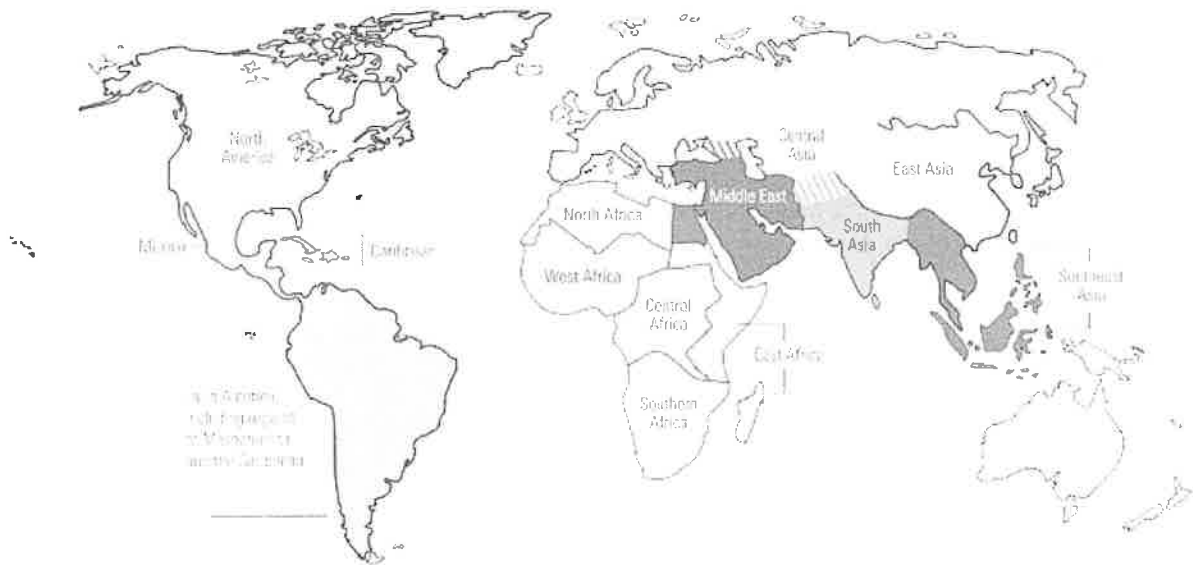 North
America
Central
Asia
East Asia
Middle East
North Africa
South
Asia
Mexico
Caribbean
West Africa
Southeast
Asia
Central
Africa
East Africa
Southern
Africa